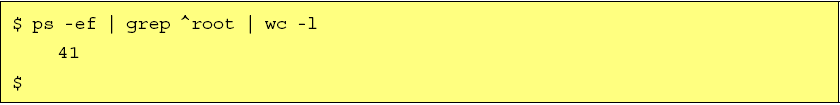 $ ps -ef | grep ^root | wc -l
41
$